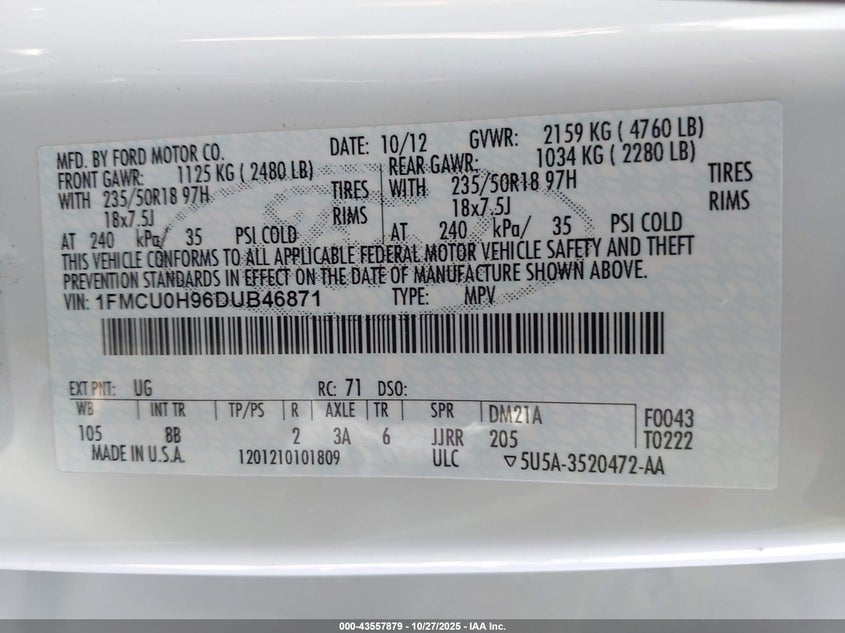 MFD. BY FORD MOTOR CO. DATE: 10/12 GVWR: 2159 KG ( 4760 LB)
FRONT GAWR: 1125 KG ( 2480 LB) REAR GAWR: 1034 KG ( 2280 LB)
WITH 235/50R18 97H TIRES WITH 235/50R18 97H TIRES
18x7.5J RIMS 18x7.5J RIMS
AT 240 kPa/ 35 PSI COLD AT 240 kPa/ 35 PSI COLD
THIS VEHICLE CONFORMS TO ALL APPLICABLE FEDERAL MOTOR VEHICLE SAFETY AND THEFT
PREVENTION STANDARDS IN EFFECT ON THE DATE OF MANUFACTURE SHOWN ABOVE.
VIN: 1FMCU0H96DUB46871 TYPE: MPV
EXT PNT: UG RC: 71 DSO:
WB INT TR TP/PS R AXLE TR SPR DM21A F0043
105 8B 2 3A 6 JJRR 205 T0222
MADE IN U.S.A. 1201210101809 ULC ▽5U5A-3520472-AA
000-43557879 - 10/27/2025 - IAA Inc.